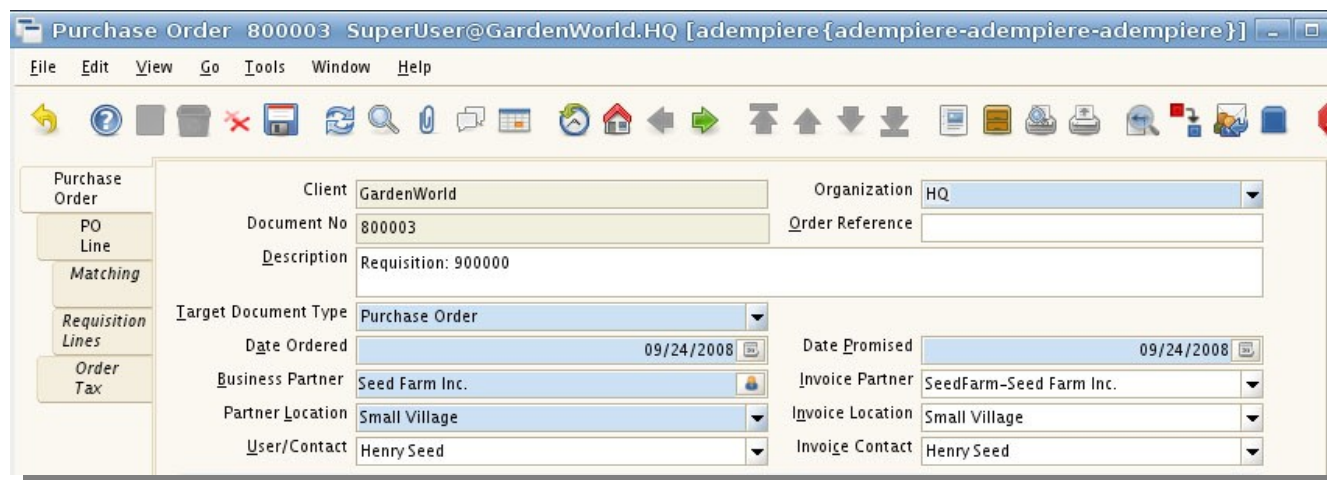 Purchase Order 800003 SuperUser@GardenWorld.HQ [adempiere{adempiere-adempiere-adempiere}]
File Edit View Go Tools Window Help
Purchase
Order
PO
Line
Matching
Requisition
Lines
Order
Tax
Client GardenWorld Organization HQ
Document No 800003 Order Reference
Description Requisition: 900000
Target Document Type Purchase Order
Date Ordered 09/24/2008 Date Promised 09/24/2008
Business Partner Seed Farm Inc. Invoice Partner SeedFarm-Seed Farm Inc.
Partner Location Small Village Invoice Location Small Village
User/Contact Henry Seed Invoice Contact Henry Seed